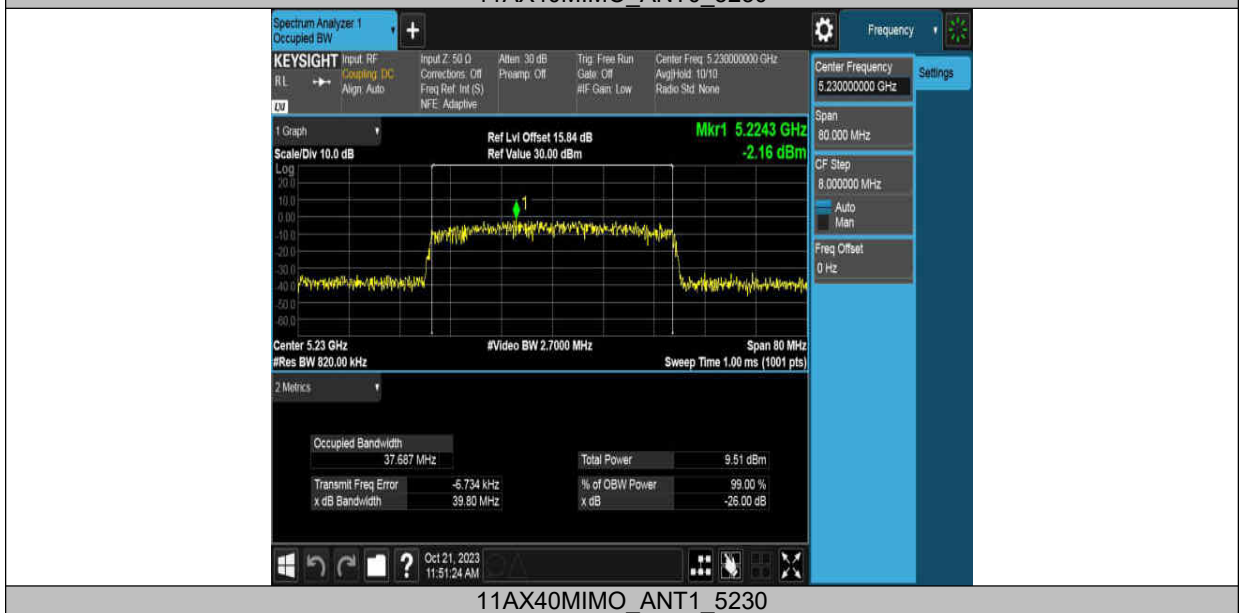 Spectrum Analyzer 1
Occupied BW
+
Frequency
KEYSIGHT
RL
LXI
Input: RF
Coupling: DC
Align: Auto
Input Z: 50 Ω
Corrections: Off
Freq Ref: Int (S)
NFE: Adaptive
Atten: 30 dB
Preamp: Off
Trig: Free Run
Gate: Off
#IF Gain: Low
Center Freq: 5.230000000 GHz
Avg|Hold: 10/10
Radio Std: None
Center Frequency
5.230000000 GHz
Settings
Span
80.000 MHz
CF Step
8.000000 MHz
Auto
Man
Freq Offset
0 Hz
1 Graph
Scale/Div 10.0 dB
Ref Lvl Offset 15.84 dB
Ref Value 30.00 dBm
Mkr1 5.2243 GHz
-2.16 dBm
Log
20.0
10.0
0.00
-10.0
-20.0
-30.0
-40.0
-50.0
-60.0
1
Center 5.23 GHz
#Res BW 820.00 kHz
#Video BW 2.7000 MHz
Span 80 MHz
Sweep Time 1.00 ms (1001 pts)
2 Metrics
Occupied Bandwidth
37.687 MHz
Transmit Freq Error -6.734 kHz
x dB Bandwidth 39.80 MHz
Total Power 9.51 dBm
% of OBW Power 99.00 %
x dB -26.00 dB
?
Oct 21, 2023
11:51:24 AM
11AX40MIMO_ANT1_5230